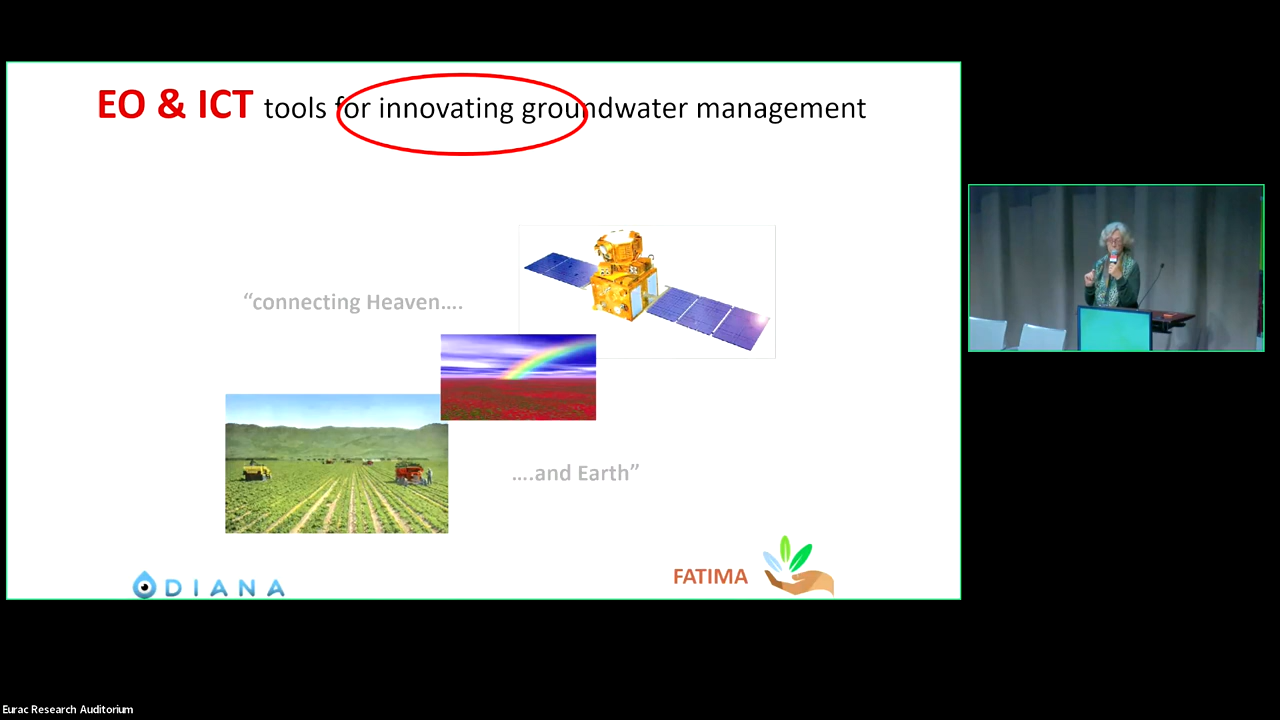 EO & ICT tools for innovating groundwater management
“connecting Heaven….
….and Earth”
DIANA
FATIMA
Eurac Research Auditorium